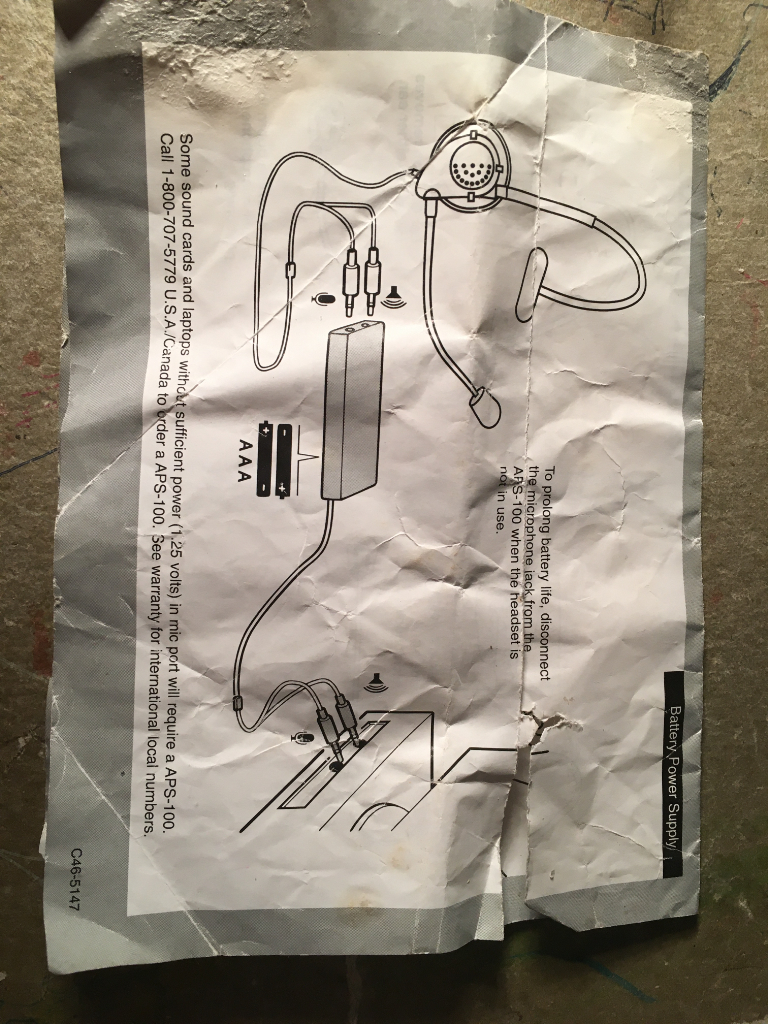 Battery Power Supply
To prolong battery life, disconnect
the microphone jack from the
APS-100 when the headset is
not in use.
AAA
Some sound cards and laptops without sufficient power (1.25 volts) in mic port will require a APS-100.
Call 1-800-707-5779 U.S.A./Canada to order a APS-100. See warranty for international local numbers.
C46-5147